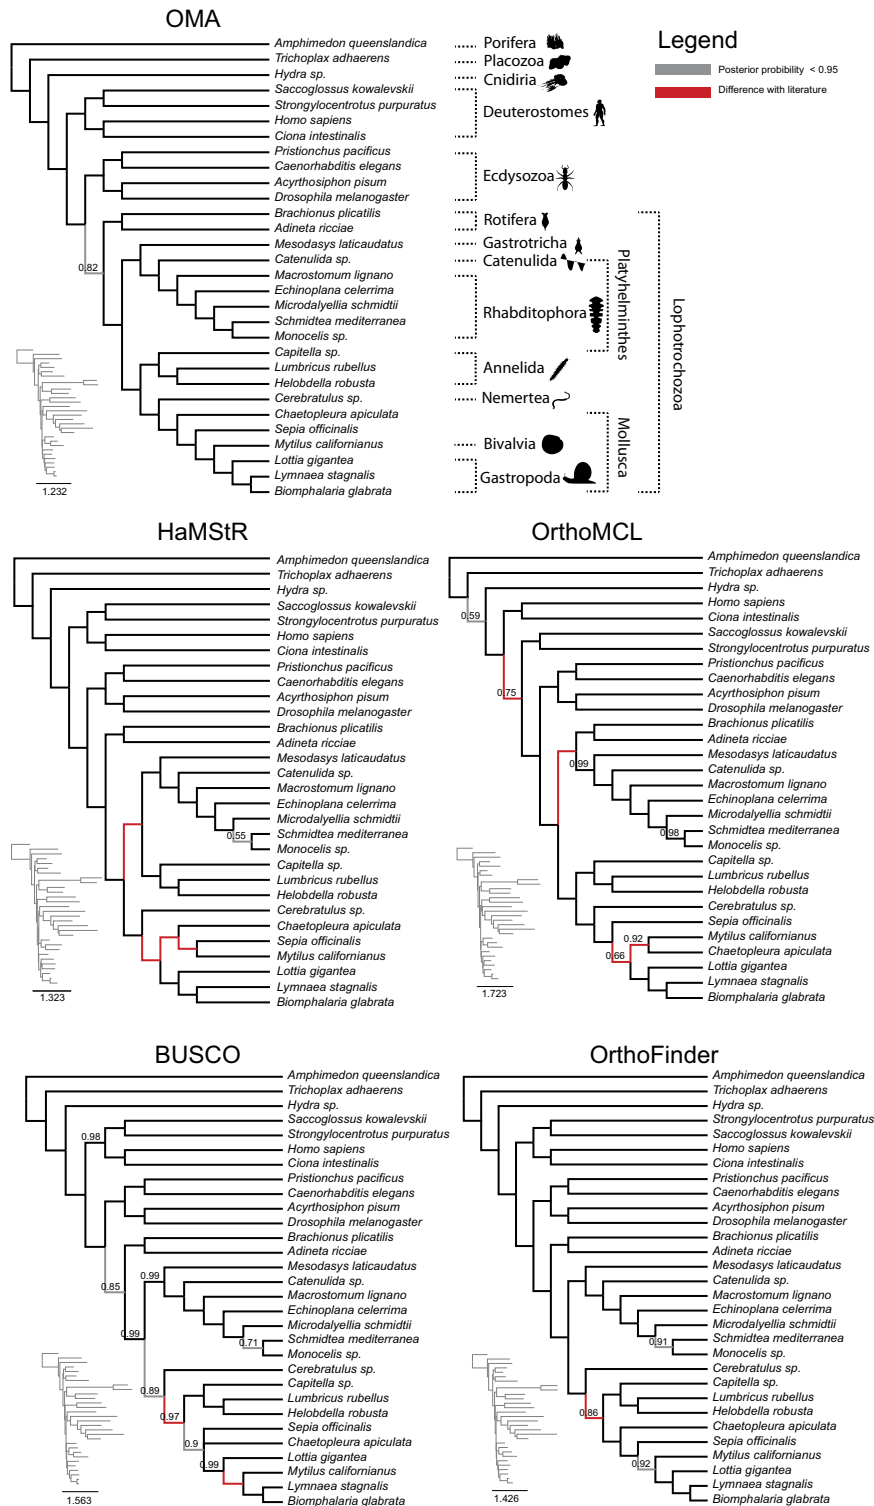 OMA
Amphimedon queenslandica
Trichoplax adhaerens
Hydra sp.
Saccoglossus kowalevskii
Strongylocentrotus purpuratus
Homo sapiens
Ciona intestinalis
Pristionchus pacificus
Caenorhabditis elegans
Acyrthosiphon pisum
Drosophila melanogaster
Brachionus plicatilis
Adineta ricciae
Mesodasys laticaudatus
Catenulida sp.
Macrostomum lignano
Echinoplana celerrima
Microdalyellia schmidtii
Schmidtea mediterranea
Monocelis sp.
Capitella sp.
Lumbricus rubellus
Helobdella robusta
Cerebratulus sp.
Chaetopleura apiculata
Sepia officinalis
Mytilus californianus
Lottia gigantea
Lymnaea stagnalis
Biomphalaria glabrata
0.82
1.232
Porifera
Placozoa
Cnidiria
Deuterostomes
Ecdysozoa
Rotifera
Gastrotricha
Catenulida
Rhabditophora
Annelida
Nemertea
Bivalvia
Gastropoda
Platyhelminthes
Mollusca
Lophotrochozoa
Legend
Posterior probibility < 0.95
Difference with literature
HaMStR
Amphimedon queenslandica
Trichoplax adhaerens
Hydra sp.
Saccoglossus kowalevskii
Strongylocentrotus purpuratus
Homo sapiens
Ciona intestinalis
Pristionchus pacificus
Caenorhabditis elegans
Acyrthosiphon pisum
Drosophila melanogaster
Brachionus plicatilis
Adineta ricciae
Mesodasys laticaudatus
Catenulida sp.
Macrostomum lignano
Echinoplana celerrima
Microdalyellia schmidtii
0.55
Schmidtea mediterranea
Monocelis sp.
Capitella sp.
Lumbricus rubellus
Helobdella robusta
Cerebratulus sp.
Chaetopleura apiculata
Sepia officinalis
Mytilus californianus
Lottia gigantea
Lymnaea stagnalis
Biomphalaria glabrata
1.323
OrthoMCL
Amphimedon queenslandica
Trichoplax adhaerens
Hydra sp.
0.59
Homo sapiens
Ciona intestinalis
Saccoglossus kowalevskii
Strongylocentrotus purpuratus
Pristionchus pacificus
Caenorhabditis elegans
0.75
Acyrthosiphon pisum
Drosophila melanogaster
Brachionus plicatilis
Adineta ricciae
Mesodasys laticaudatus
0.99
Catenulida sp.
Macrostomum lignano
Echinoplana celerrima
Microdalyellia schmidtii
0.98
Schmidtea mediterranea
Monocelis sp.
Capitella sp.
Lumbricus rubellus
Helobdella robusta
Cerebratulus sp.
Sepia officinalis
0.92
Mytilus californianus
Chaetopleura apiculata
0.66
Lottia gigantea
Lymnaea stagnalis
Biomphalaria glabrata
1.723
BUSCO
Amphimedon queenslandica
Trichoplax adhaerens
Hydra sp.
Saccoglossus kowalevskii
0.98
Strongylocentrotus purpuratus
Homo sapiens
Ciona intestinalis
Pristionchus pacificus
Caenorhabditis elegans
Acyrthosiphon pisum
Drosophila melanogaster
Brachionus plicatilis
Adineta ricciae
Mesodasys laticaudatus
0.99
Catenulida sp.
0.85
Macrostomum lignano
Echinoplana celerrima
Microdalyellia schmidtii
0.99
Schmidtea mediterranea
0.71
Monocelis sp.
Cerebratulus sp.
Capitella sp.
0.89
Lumbricus rubellus
Helobdella robusta
0.97
Sepia officinalis
Chaetopleura apiculata
0.9
Lottia gigantea
0.99
Mytilus californianus
Lymnaea stagnalis
Biomphalaria glabrata
1.563
OrthoFinder
Amphimedon queenslandica
Trichoplax adhaerens
Hydra sp.
Strongylocentrotus purpuratus
Saccoglossus kowalevskii
Homo sapiens
Ciona intestinalis
Pristionchus pacificus
Caenorhabditis elegans
Acyrthosiphon pisum
Drosophila melanogaster
Brachionus plicatilis
Adineta ricciae
Mesodasys laticaudatus
Catenulida sp.
Macrostomum lignano
Echinoplana celerrima
Microdalyellia schmidtii
0.91
Schmidtea mediterranea
Monocelis sp.
Cerebratulus sp.
Capitella sp.
Lumbricus rubellus
Helobdella robusta
0.86
Chaetopleura apiculata
Sepia officinalis
Mytilus californianus
0.92
Lottia gigantea
Lymnaea stagnalis
Biomphalaria glabrata
1.426